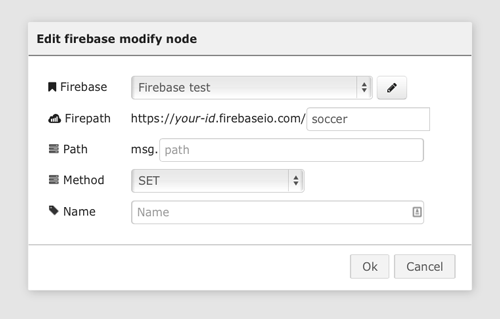 Edit firebase modify node
Firebase Firebase test
Firepath https://your-id.firebaseio.com/ soccer
Path msg. path
Method SET
Name Name
Ok Cancel